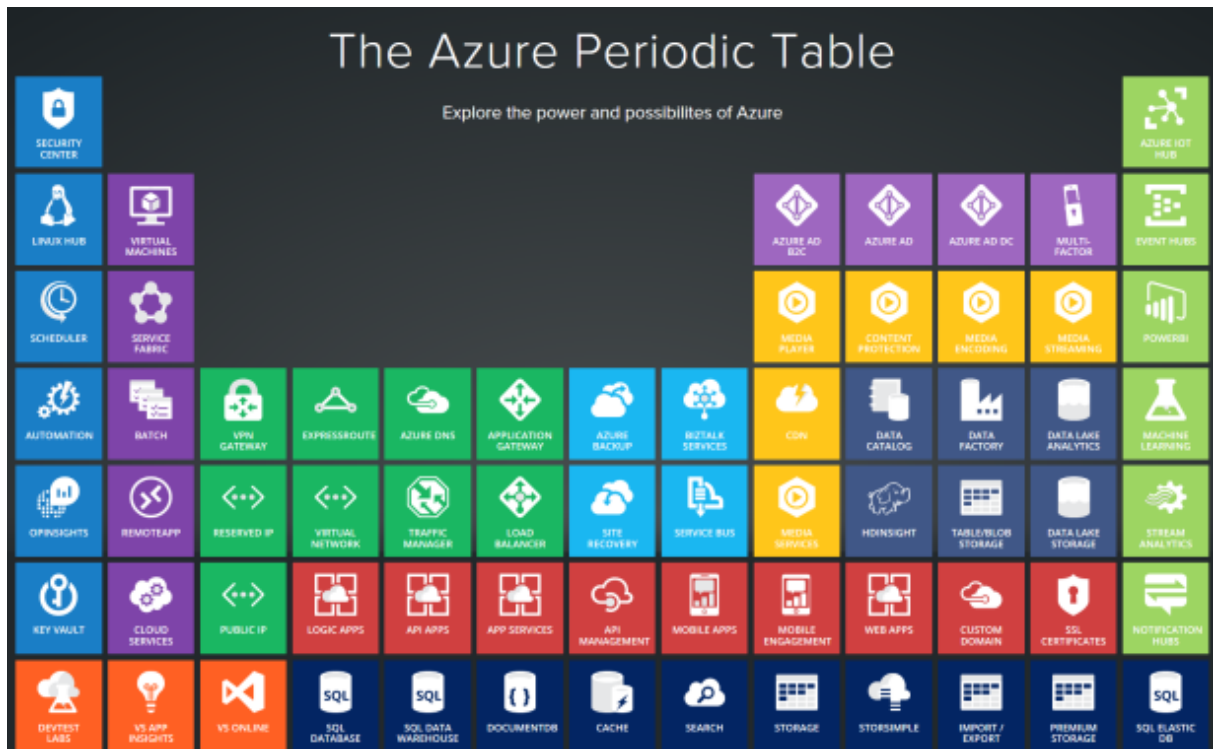 The Azure Periodic Table
Explore the power and possibilites of Azure
SECURITY
CENTER
AZURE IOT
HUB
LINUX HUB
VIRTUAL
MACHINES
AZURE AD
B2C
AZURE AD
AZURE AD DC
MULTI-
FACTOR
EVENT HUBS
SCHEDULER
SERVICE
FABRIC
MEDIA
PLAYER
CONTENT
PROTECTION
MEDIA
ENCODING
MEDIA
STREAMING
POWERBI
AUTOMATION
BATCH
VPN
GATEWAY
EXPRESSROUTE
AZURE DNS
APPLICATION
GATEWAY
AZURE
BACKUP
BIZTALK
SERVICES
CDN
DATA
CATALOG
DATA
FACTORY
DATA LAKE
ANALYTICS
MACHINE
LEARNING
OPINSIGHTS
REMOTEAPP
RESERVED IP
VIRTUAL
NETWORK
TRAFFIC
MANAGER
LOAD
BALANCER
SITE
RECOVERY
SERVICE BUS
MEDIA
SERVICES
HDINSIGHT
TABLE/BLOB
STORAGE
DATA LAKE
STORAGE
STREAM
ANALYTICS
KEY VAULT
CLOUD
SERVICES
PUBLIC IP
LOGIC APPS
API APPS
APP SERVICES
API
MANAGEMENT
MOBILE APPS
MOBILE
ENGAGEMENT
WEB APPS
CUSTOM
DOMAIN
SSL
CERTIFICATES
NOTIFICATION
HUBS
DEVTEST
LABS
VS APP
INSIGHTS
VS ONLINE
SQL
SQL
DATABASE
SQL
SQL DATA
WAREHOUSE
{ }
DOCUMENTDB
CACHE
SEARCH
STORAGE
STORSIMPLE
IMPORT /
EXPORT
PREMIUM
STORAGE
SQL
SQL ELASTIC
DB